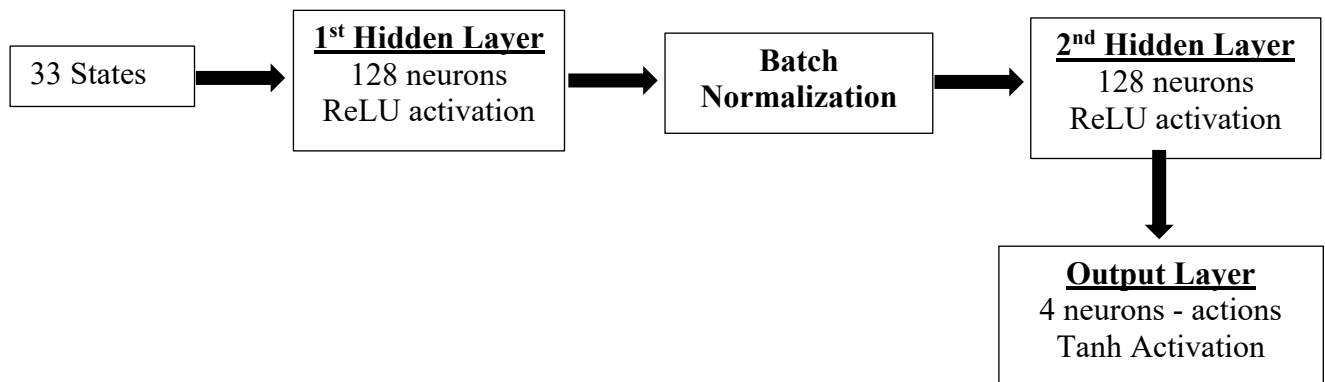 33 States
1st Hidden Layer
128 neurons
ReLU activation
Batch
Normalization
2nd Hidden Layer
128 neurons
ReLU activation
Output Layer
4 neurons - actions
Tanh Activation